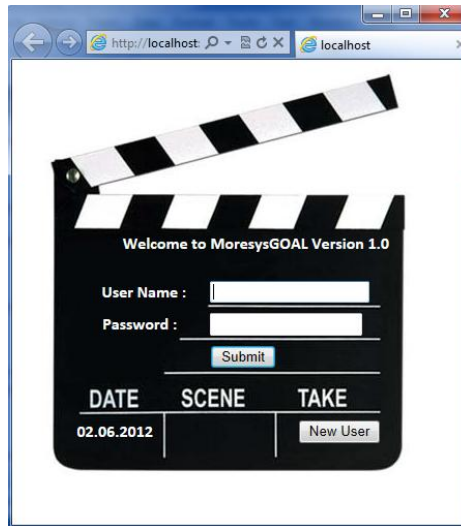 http://localhost:
localhost
Welcome to MoresysGOAL Version 1.0
User Name :
Password :
Submit
DATE SCENE TAKE
02.06.2012 New User